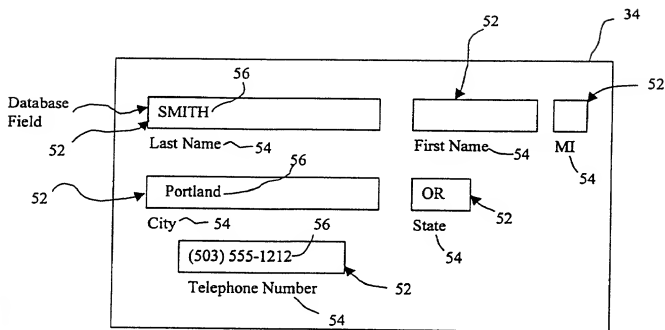 52
34
56
52
Database
Field
SMITH
52
Last Name 54
First Name 54
MI
56
54
52
Portland
OR
52
City 54
State
56
54
(503) 555-1212
Telephone Number
52
54